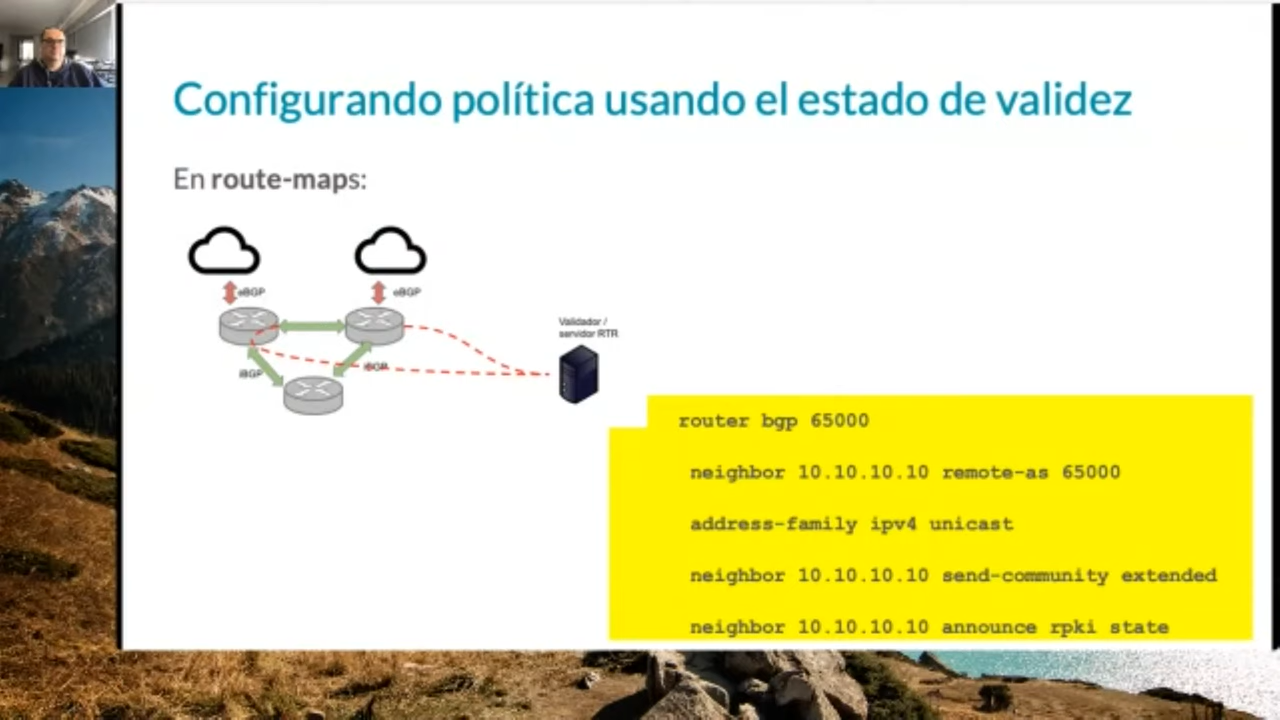 Configurando política usando el estado de validez
En route-maps:
eBGP
eBGP
Validador /
servidor RTR
iBGP
iBGP
router bgp 65000
neighbor 10.10.10.10 remote-as 65000
address-family ipv4 unicast
neighbor 10.10.10.10 send-community extended
neighbor 10.10.10.10 announce rpki state